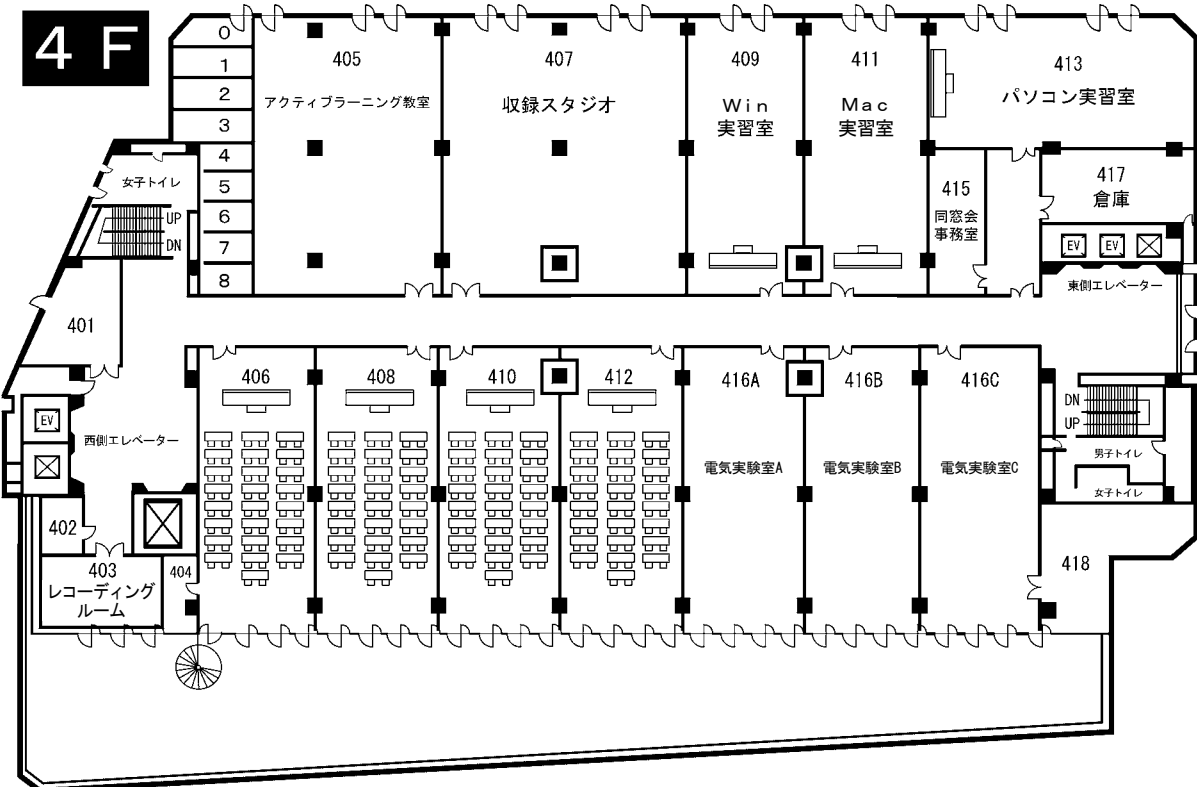 4 F
0
1
2
3
4
5
6
7
8
405
アクティブラーニング教室
407
収録スタジオ
409
Win
実習室
411
Mac
実習室
413
パソコン実習室
415
同窓会
事務室
417
倉庫
EV
EV
東側エレベーター
女子トイレ
UP
DN
401
EV
西側エレベーター
402
403
レコーディング
ルーム
404
406
408
410
412
416A
電気実験室A
416B
電気実験室B
416C
電気実験室C
DN
UP
男子トイレ
女子トイレ
418